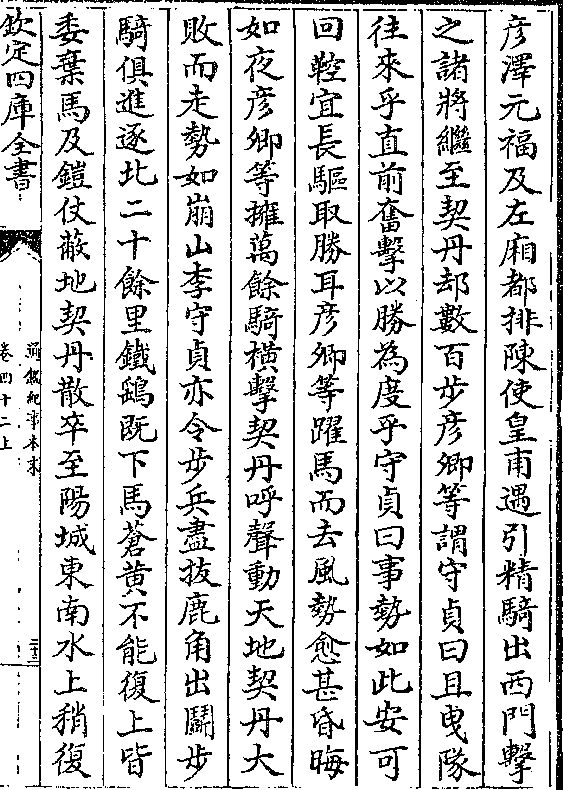 彦澤元福及左廂都排陳使皇甫遇引精騎出西門擊
之諸將繼至契丹却數百步彦卿等謂守貞曰且曵隊
往來乎直前奮擊以勝為度乎守貞曰事勢如此安可
回鞚宜長驅取勝耳彦卿等躍馬而去風勢愈甚昏晦
如夜彦卿等擁萬餘騎橫擊契丹呼聲動天地契丹大
敗而走勢如崩山李守貞亦令步兵盡拔鹿角出鬭步
騎俱進逐北二十餘里鐵鷂既下馬蒼黄不能復上皆
委棄馬及鎧仗蔽地契丹散卒至陽城東南水上稍復
欽定四庫全書
通鑑紀事本末
卷四十二上